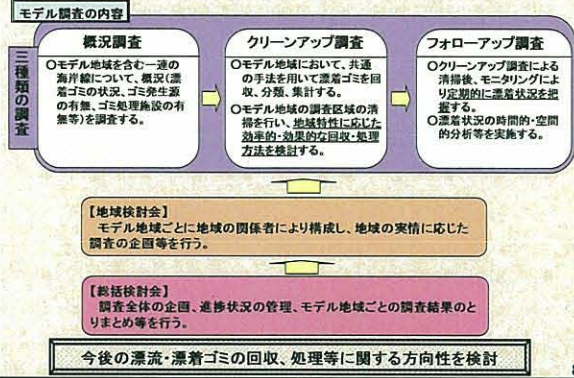 モデル調査の内容
三種類の調査
概況調査
○モデル地域を含む一連の
海岸線について、概況(漂
着ゴミの状況、ゴミ発生源
の有無、ゴミ処理施設の有
無等)を調査する。
クリーンアップ調査
○モデル地域において、共通
の手法を用いて漂着ゴミを回
収、分類、集計する。
○モデル地域の調査区域の清
掃を行い、地域特性に応じた
効率的・効果的な回収・処理
方法を検討する。
フォローアップ調査
○クリーンアップ調査による
清掃後、モニタリングによ
り定期的に漂着状況を把
握する。
○漂着状況の時間的・空間
的分析等を実施する。
【地域検討会】
モデル地域ごとに地域の関係者により構成し、地域の実情に応じた
調査の企画等を行う。
【総括検討会】
調査全体の企画、進捗状況の管理、モデル地域ごとの調査結果のと
りまとめ等を行う。
今後の漂流・漂着ゴミの回収、処理等に関する方向性を検討